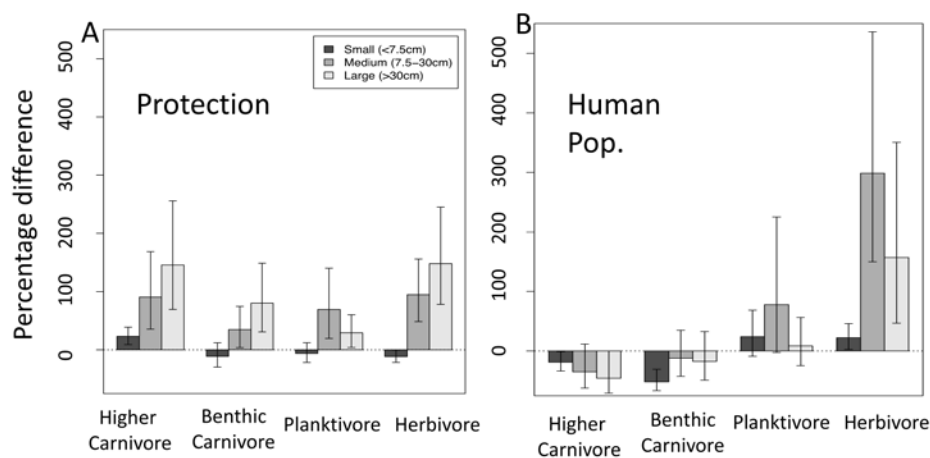 A
500
400
300
200
100
0
Percentage difference
Protection
Small (<7.5cm)
Medium (7.5–30cm)
Large (>30cm)
Higher
Carnivore
Benthic
Carnivore
Planktivore
Herbivore
B
500
400
300
200
100
0
Human
Pop.
Higher
Carnivore
Benthic
Carnivore
Planktivore
Herbivore